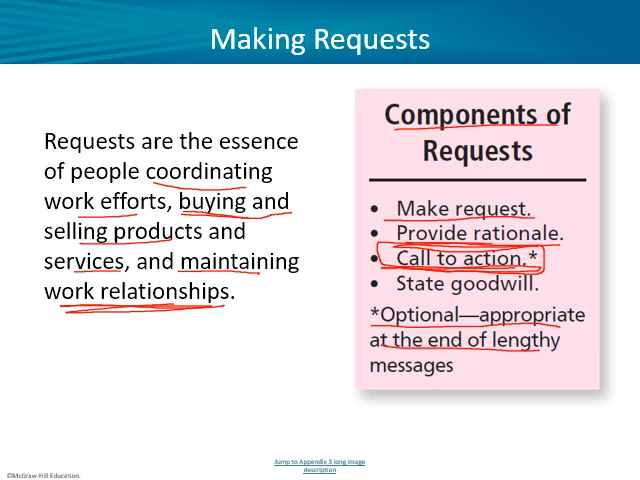 Making Requests
Requests are the essence
of people coordinating
work efforts, buying and
selling products and
services, and maintaining
work relationships.
Components of
Requests
• Make request.
• Provide rationale.
• Call to action.*
• State goodwill.
*Optional—appropriate
at the end of lengthy
messages
Jump to Appendix 3 long image
description
©McGraw-Hill Education.